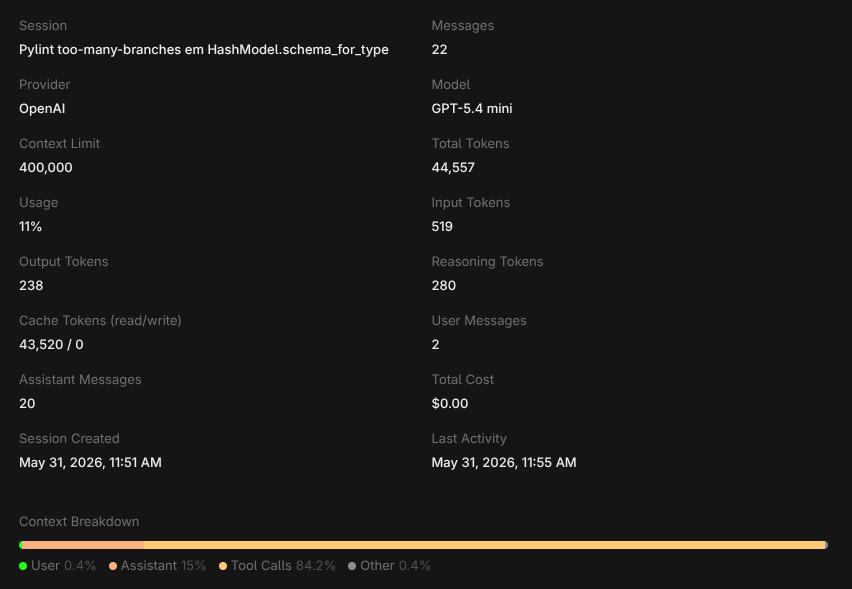 Session
Messages
Pylint too-many-branches em HashModel.schema_for_type
22
Provider
Model
OpenAI
GPT-5.4 mini
Context Limit
Total Tokens
400,000
44,557
Usage
Input Tokens
11%
519
Output Tokens
Reasoning Tokens
238
280
Cache Tokens (read/write)
User Messages
43,520 / 0
2
Assistant Messages
Total Cost
20
$0.00
Session Created
Last Activity
May 31, 2026, 11:51 AM
May 31, 2026, 11:55 AM
Context Breakdown
User 0.4% Assistant 15% Tool Calls 84.2% Other 0.4%